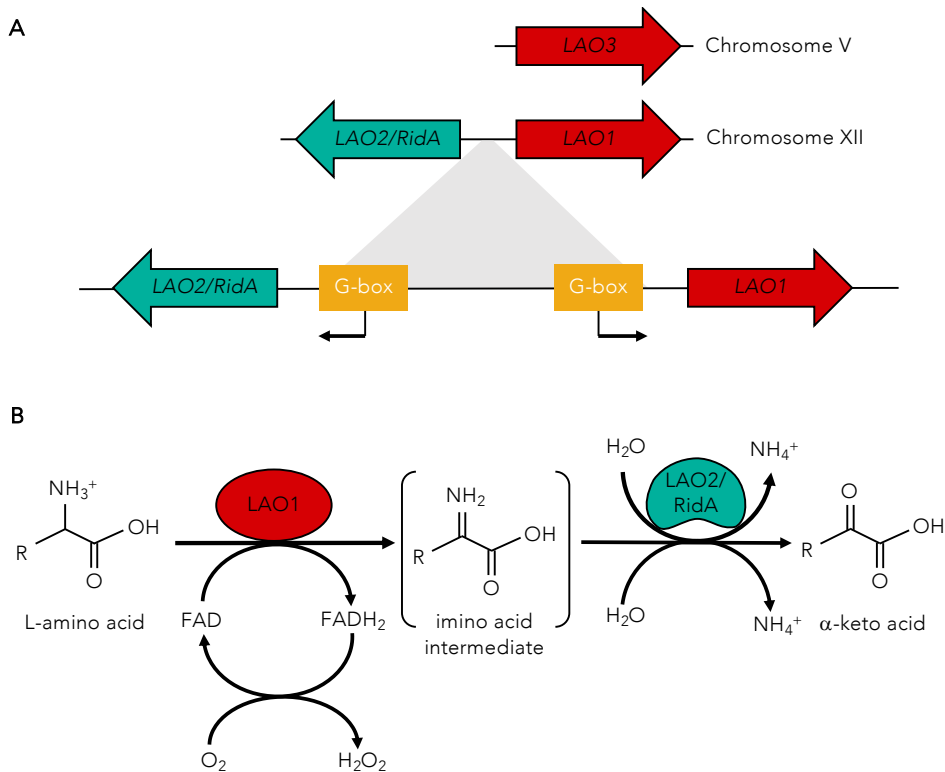 A
LAO3
Chromosome V
LAO2/RidA
LAO1
Chromosome XII
LAO2/RidA
G-box
G-box
LAO1
B
NH₃⁺
OH
R
O
L-amino acid
LAO1
FAD
FADH₂
O₂
H₂O₂
NH₂
OH
R
O
imino acid
intermediate
H₂O
LAO2/
RidA
NH₄⁺
H₂O
NH₄⁺
O
OH
R
O
α-keto acid